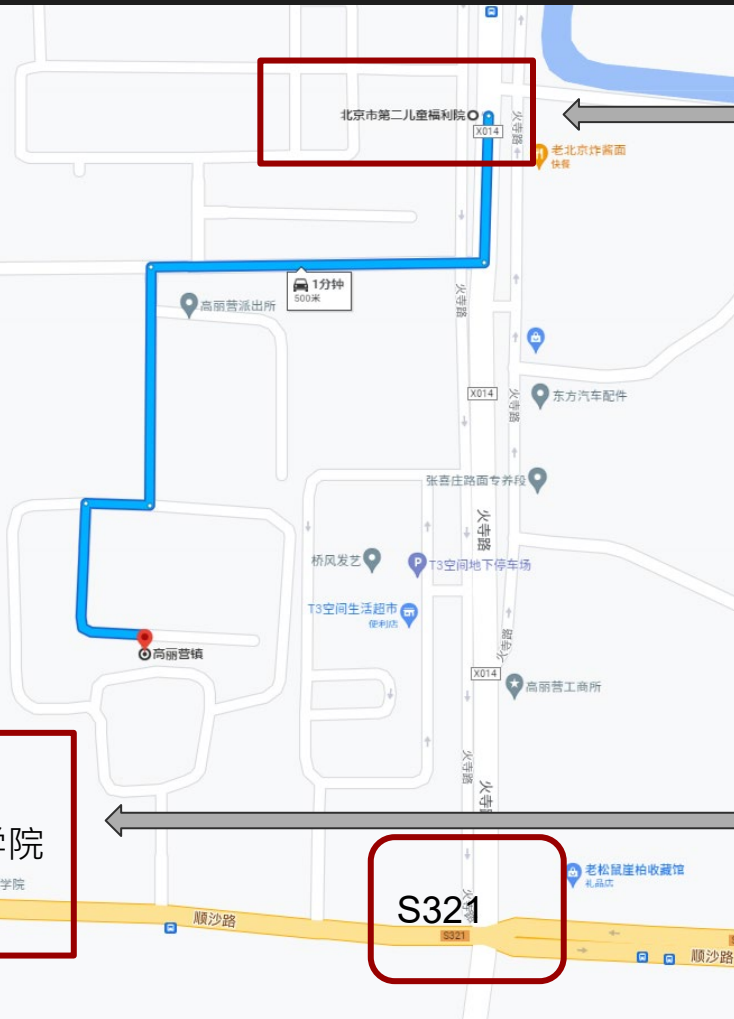 北京市第二儿童福利院
X014
火寺路
老北京炸酱面
快餐
1分钟
500米
高丽营派出所
火寺路
X014
火寺路
东方汽车配件
张喜庄路面专养段
火寺路
桥风发艺
P
T3空间地下停车场
T3空间生活超市
便利店
火寺路
高丽营镇
X014
高丽营工商所
火寺路
火寺
学院
学院
老松鼠崖柏收藏馆
礼品店
S321
火寺路
顺沙路
S321
顺沙路